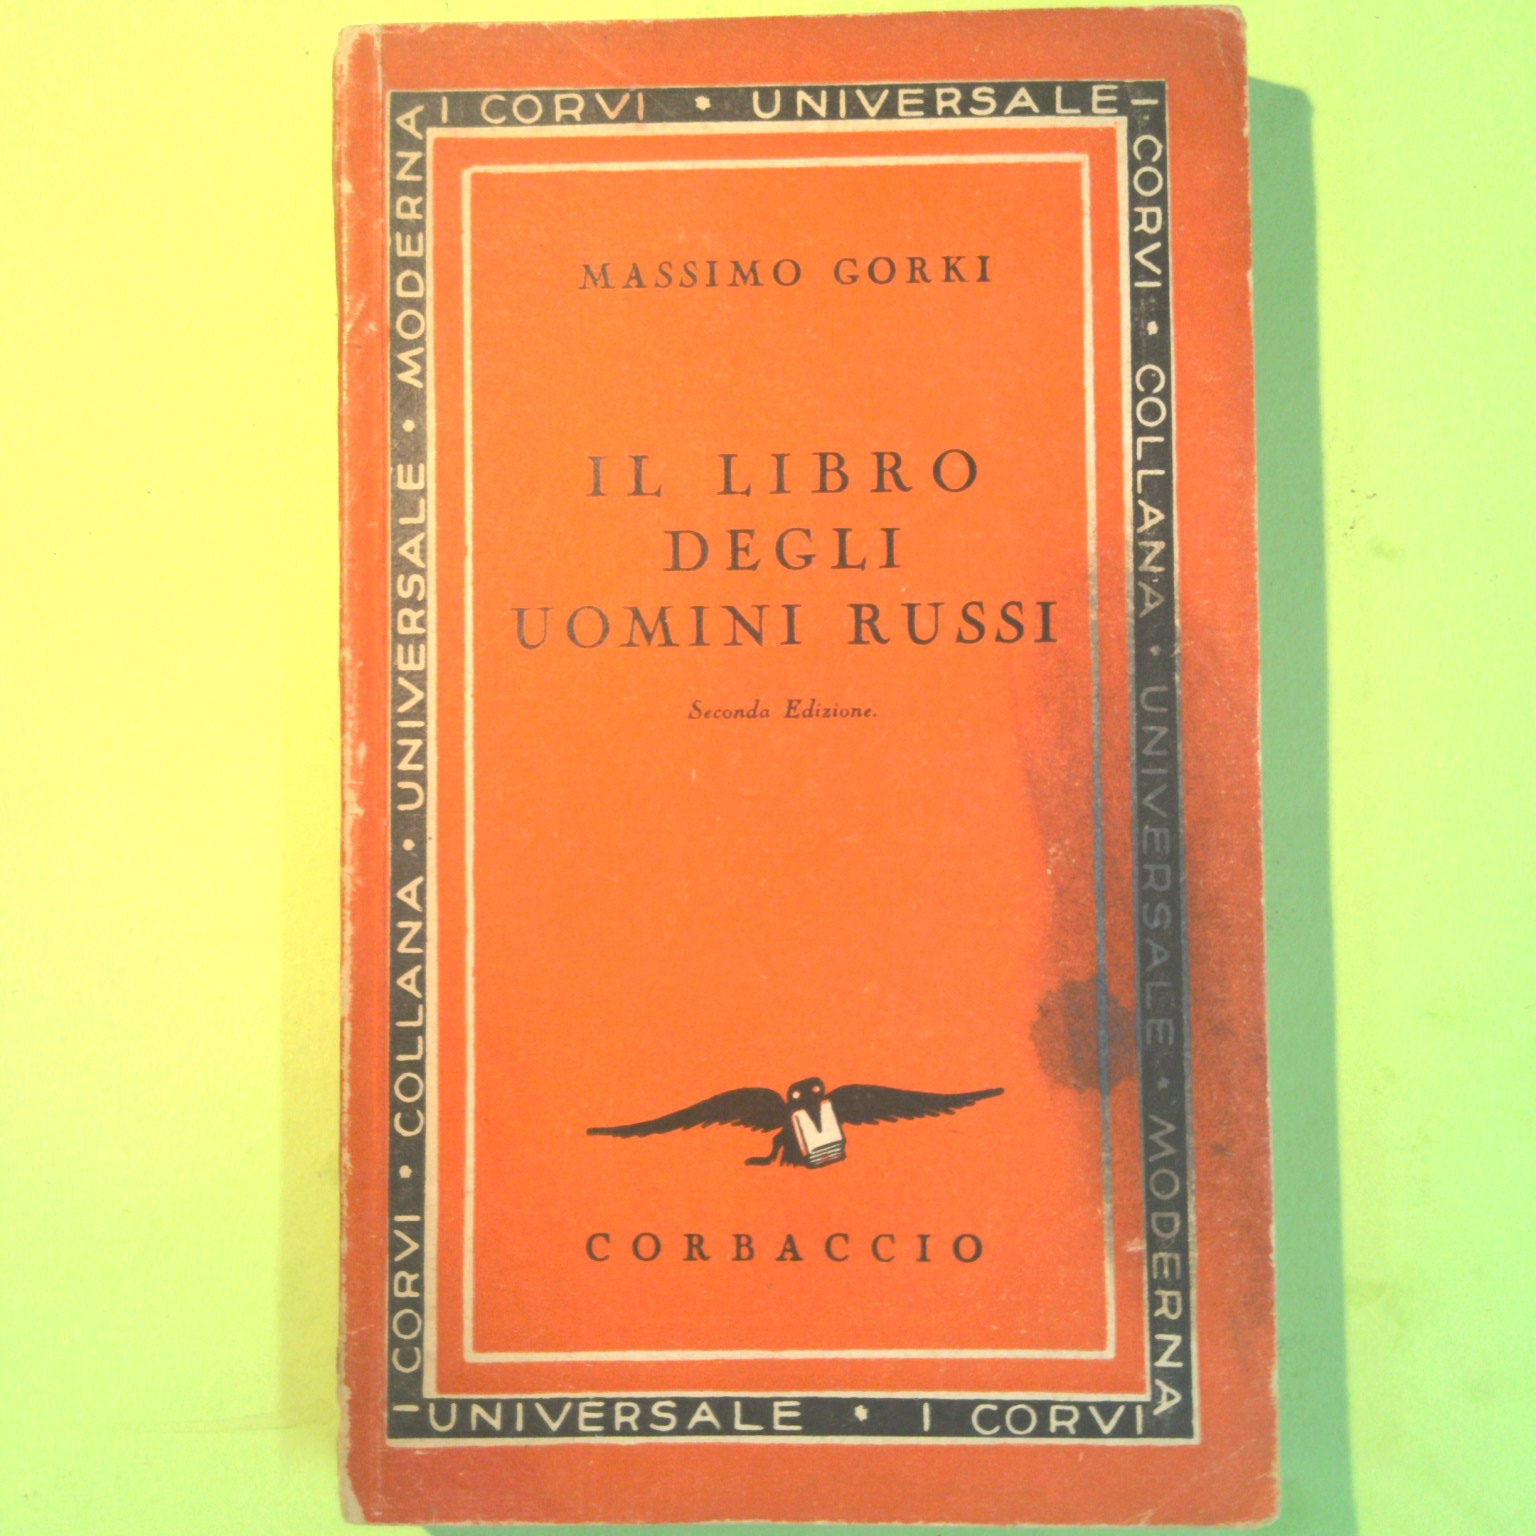 I CORVI • UNIVERSALE
I CORVI • COLLANA • UNIVERSALE • MODERNA
I CORVI • COLLANA • UNIVERSALE • MODERNA
MASSIMO GORKI
IL LIBRO
DEGLI
UOMINI RUSSI
Seconda Edizione.
CORBACCIO
UNIVERSALE • I CORVI